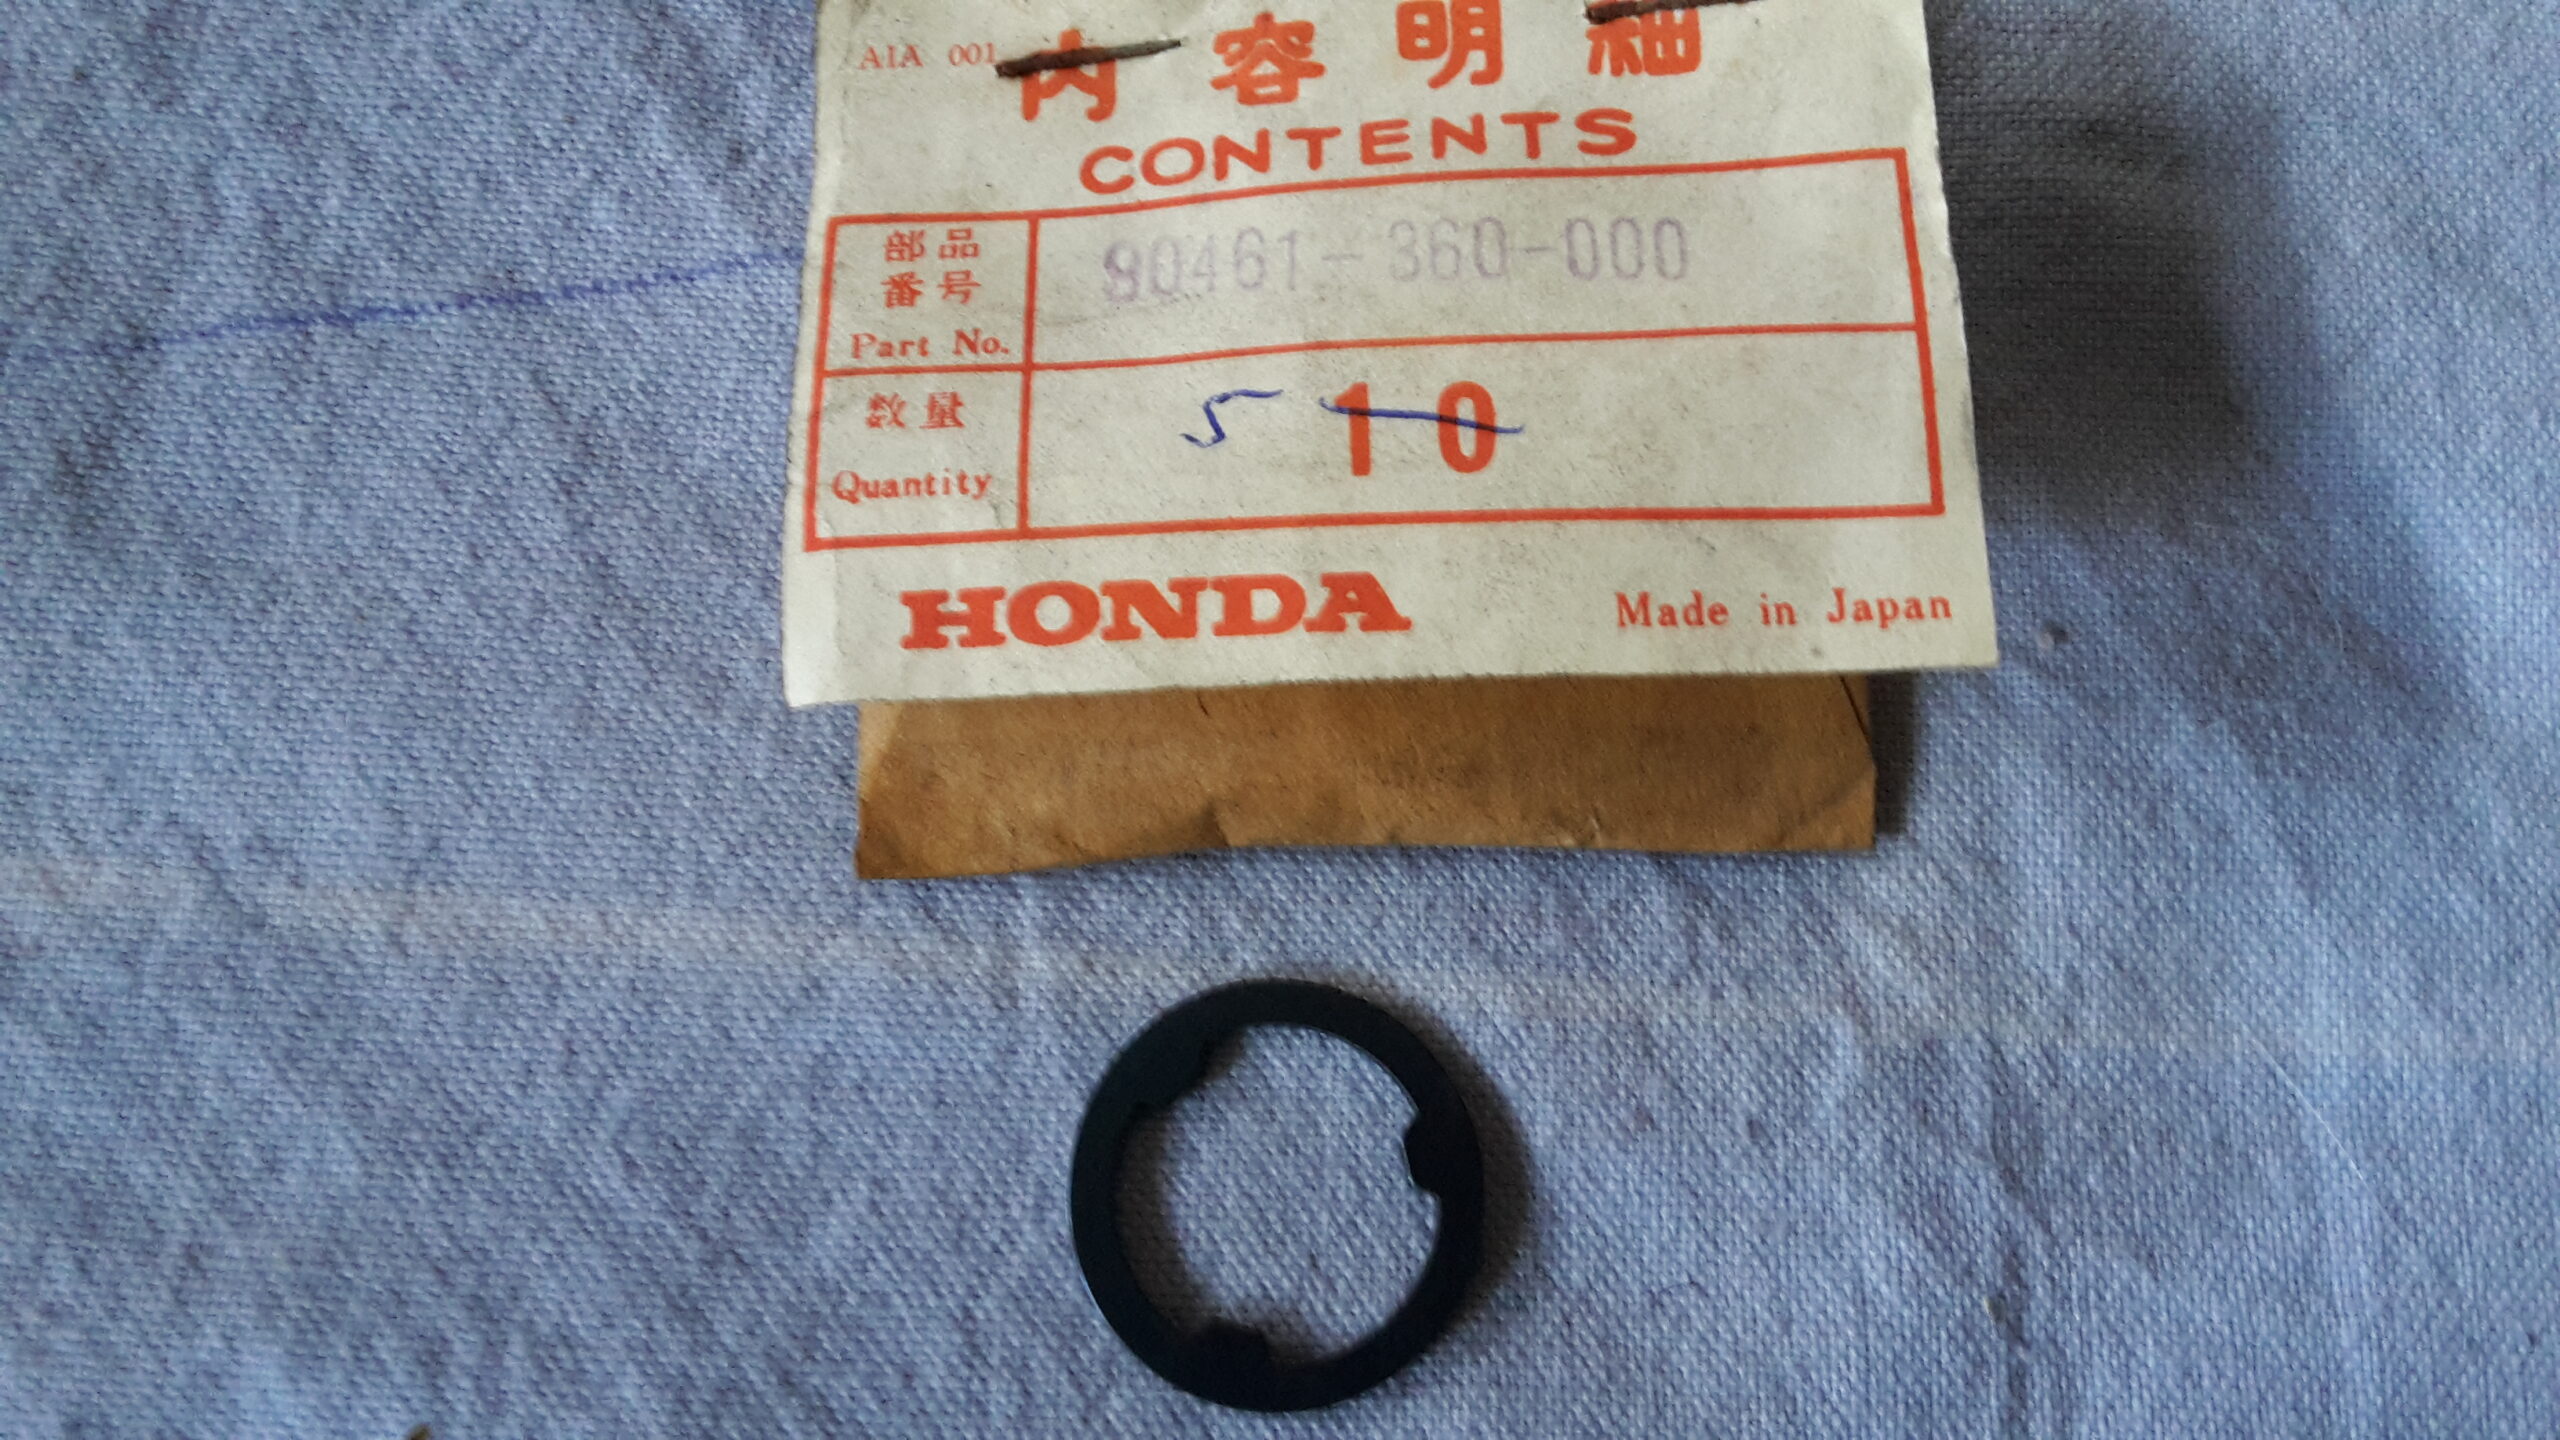 A1A 001
内容明細
CONTENTS
部品
番号
Part No.
90461-360-000
数量
Quantity
5 10
HONDA
Made in Japan